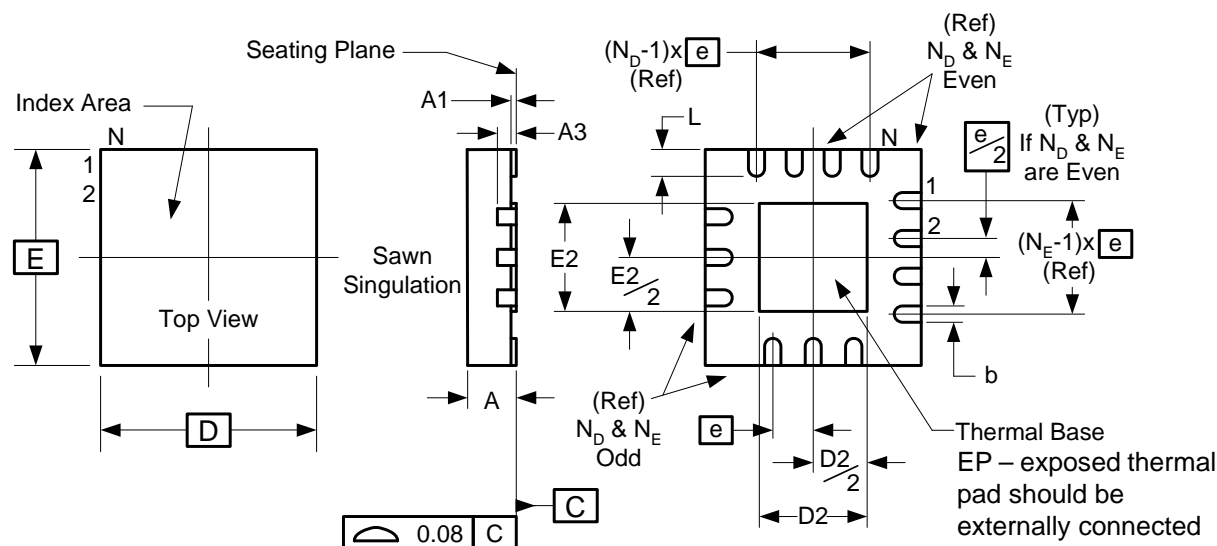 Seating Plane
Index Area
N
1
2
E
Top View
D
A1
A3
Sawn
Singulation
A
C
0.08 C
(N_D-1)x e
(Ref)
(Ref)
N_D & N_E
Even
L
N
e/2
(Typ)
If N_D & N_E
are Even
1
2
(N_E-1)x e
(Ref)
E2
E2/2
b
(Ref)
N_D & N_E
Odd
e
D2/2
D2
Thermal Base
EP – exposed thermal
pad should be
externally connected